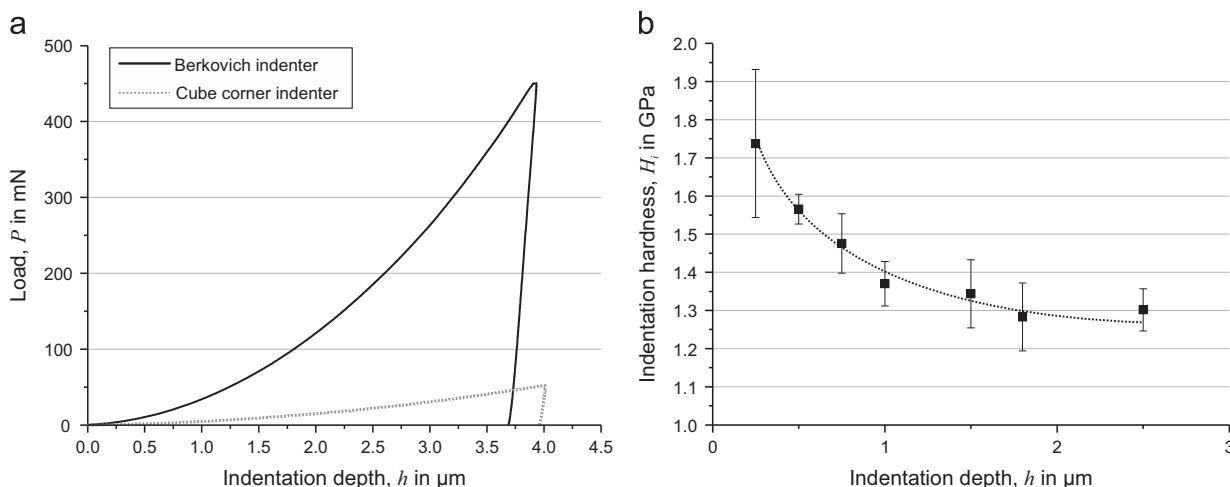 a
500
400
300
200
100
0
Load, P in mN
Berkovich indenter
Cube corner indenter
0.0 0.5 1.0 1.5 2.0 2.5 3.0 3.5 4.0 4.5
Indentation depth, h in µm
b
2.0
1.9
1.8
1.7
1.6
1.5
1.4
1.3
1.2
1.1
1.0
Indentation hardness, Hi in GPa
0 1 2 3
Indentation depth, h in µm